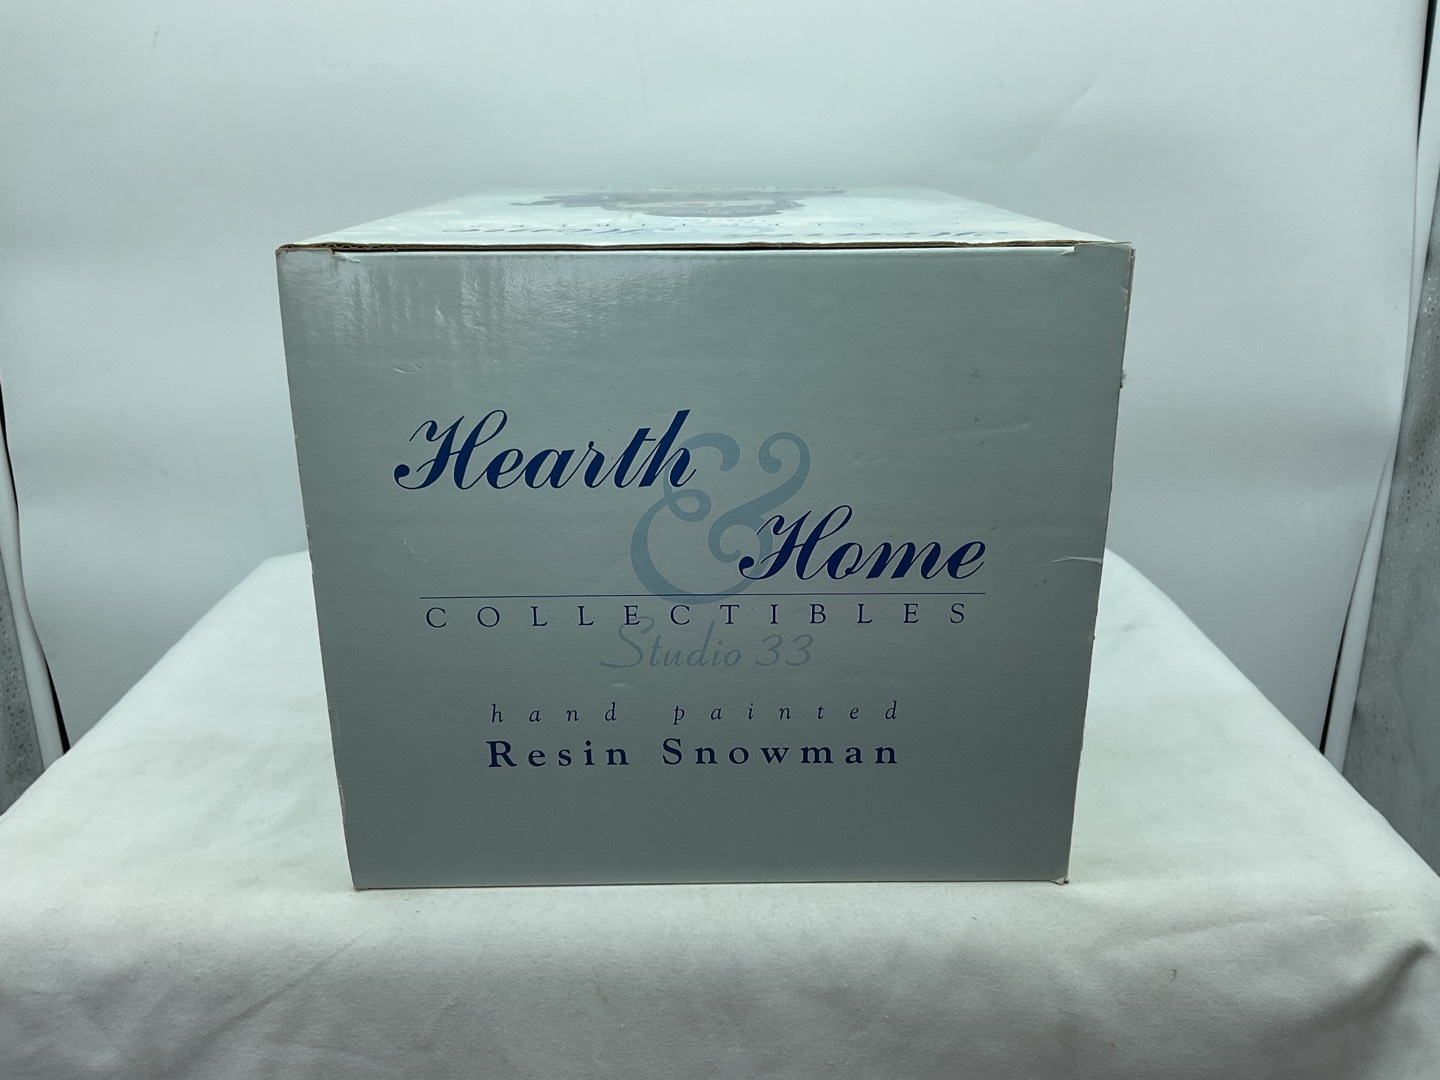 Hearth
&
Home
COLLECTIBLES
Studio 33
hand painted
Resin Snowman